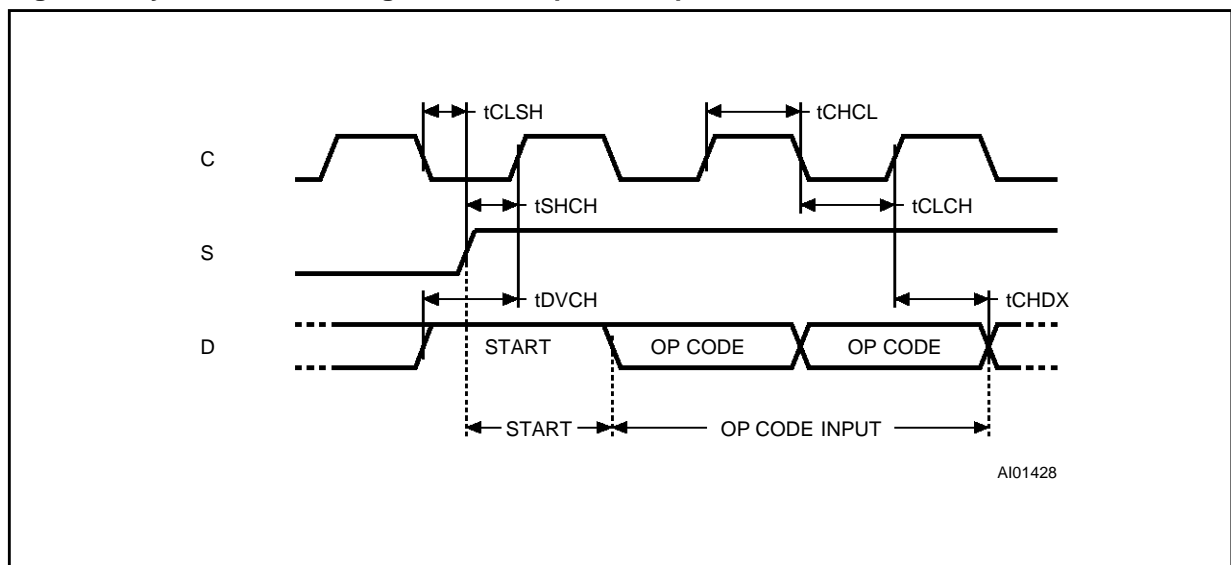 tCLSH
tCHCL
C
tSHCH
tCLCH
S
tDVCH
tCHDX
D
START
OP CODE
OP CODE
START
OP CODE INPUT
AI01428